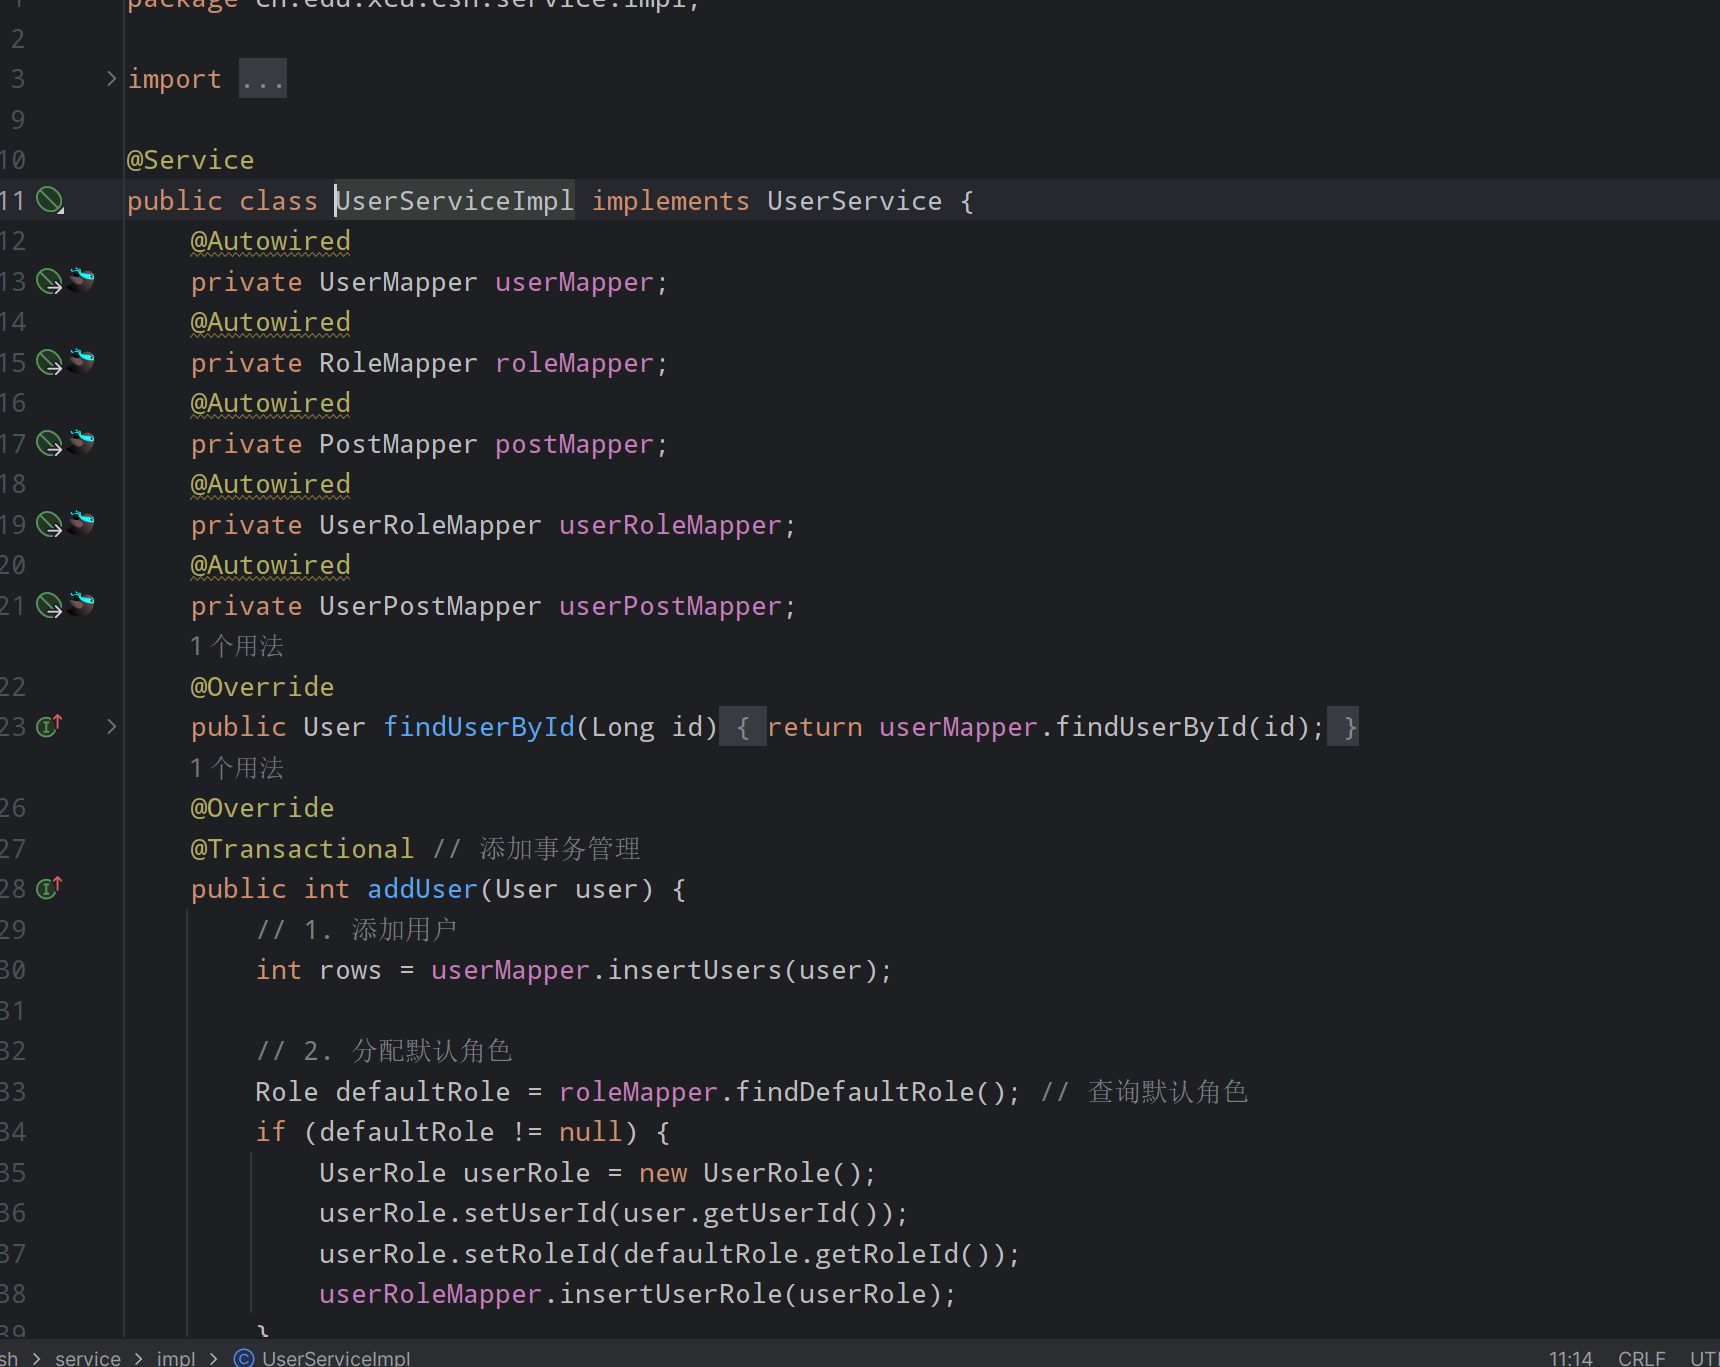 package cn.edu.xcu.csh.service.impl;
2
3 import ...
9
10 @Service
11 public class UserServiceImpl implements UserService {
12 @Autowired
13 private UserMapper userMapper;
14 @Autowired
15 private RoleMapper roleMapper;
16 @Autowired
17 private PostMapper postMapper;
18 @Autowired
19 private UserRoleMapper userRoleMapper;
20 @Autowired
21 private UserPostMapper userPostMapper;
1 个用法
22 @Override
23 public User findUserById(Long id) { return userMapper.findUserById(id); }
1 个用法
26 @Override
27 @Transactional // 添加事务管理
28 public int addUser(User user) {
29 // 1. 添加用户
30 int rows = userMapper.insertUsers(user);
31
32 // 2. 分配默认角色
33 Role defaultRole = roleMapper.findDefaultRole(); // 查询默认角色
34 if (defaultRole != null) {
35 UserRole userRole = new UserRole();
36 userRole.setUserId(user.getUserId());
37 userRole.setRoleId(defaultRole.getRoleId());
38 userRoleMapper.insertUserRole(userRole);
39 }
sh > service > impl > UserServiceImpl 11:14 CRLF UT